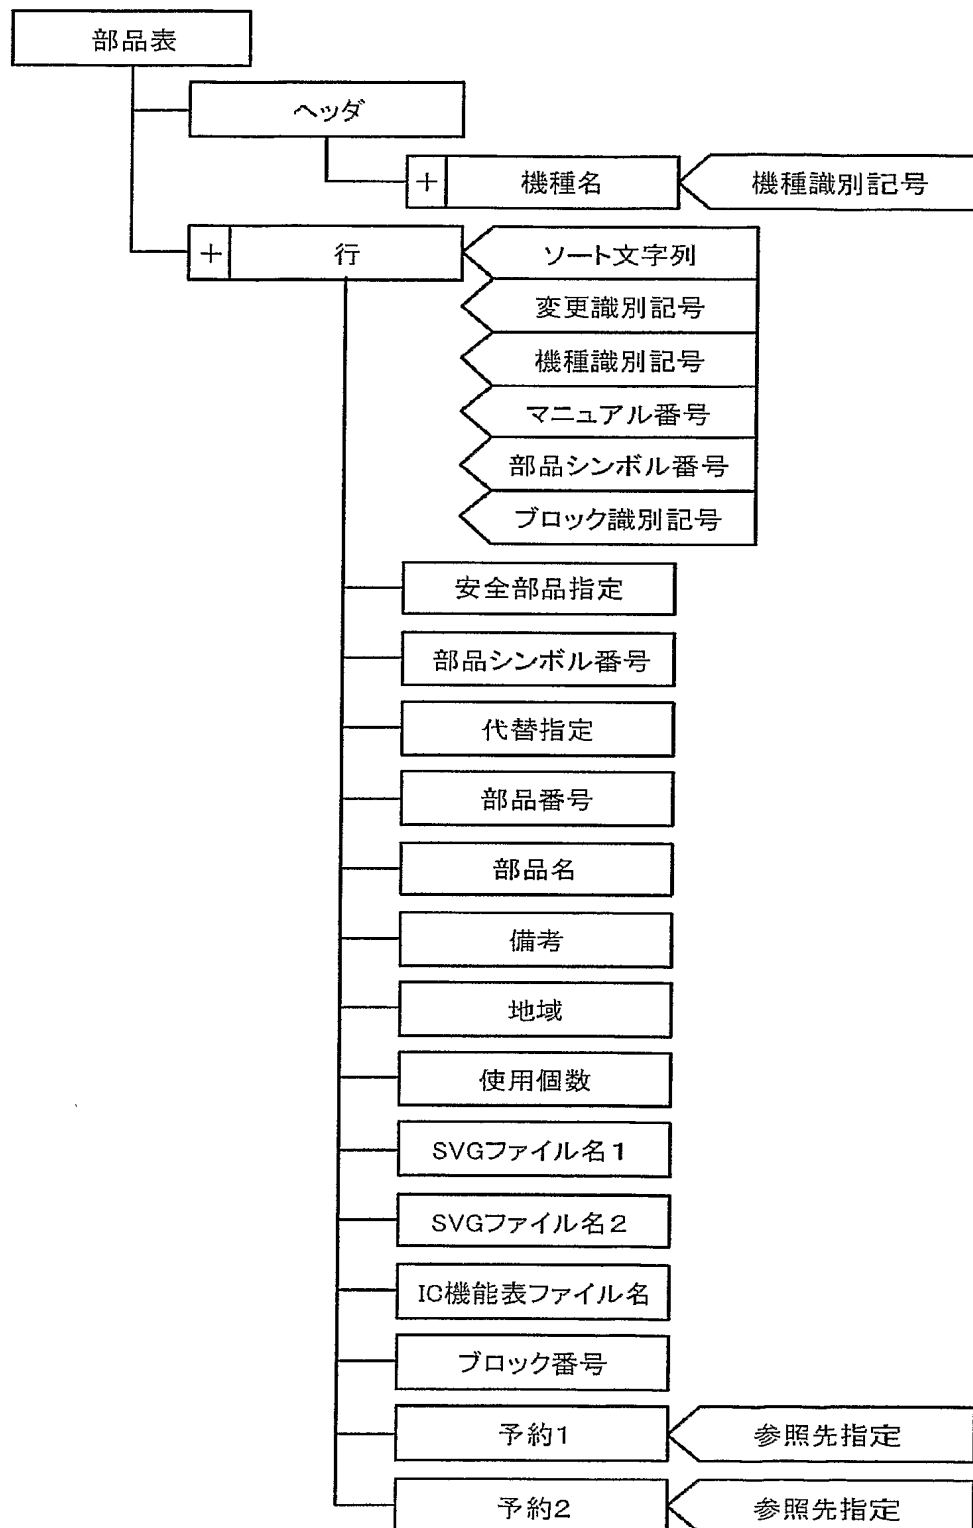 部品表
ヘッダ
+ 機種名 機種識別記号
+ 行 ソート文字列
変更識別記号
機種識別記号
マニュアル番号
部品シンボル番号
ブロック識別記号
安全部品指定
部品シンボル番号
代替指定
部品番号
部品名
備考
地域
使用個数
SVGファイル名1
SVGファイル名2
IC機能表ファイル名
ブロック番号
予約1 参照先指定
予約2 参照先指定